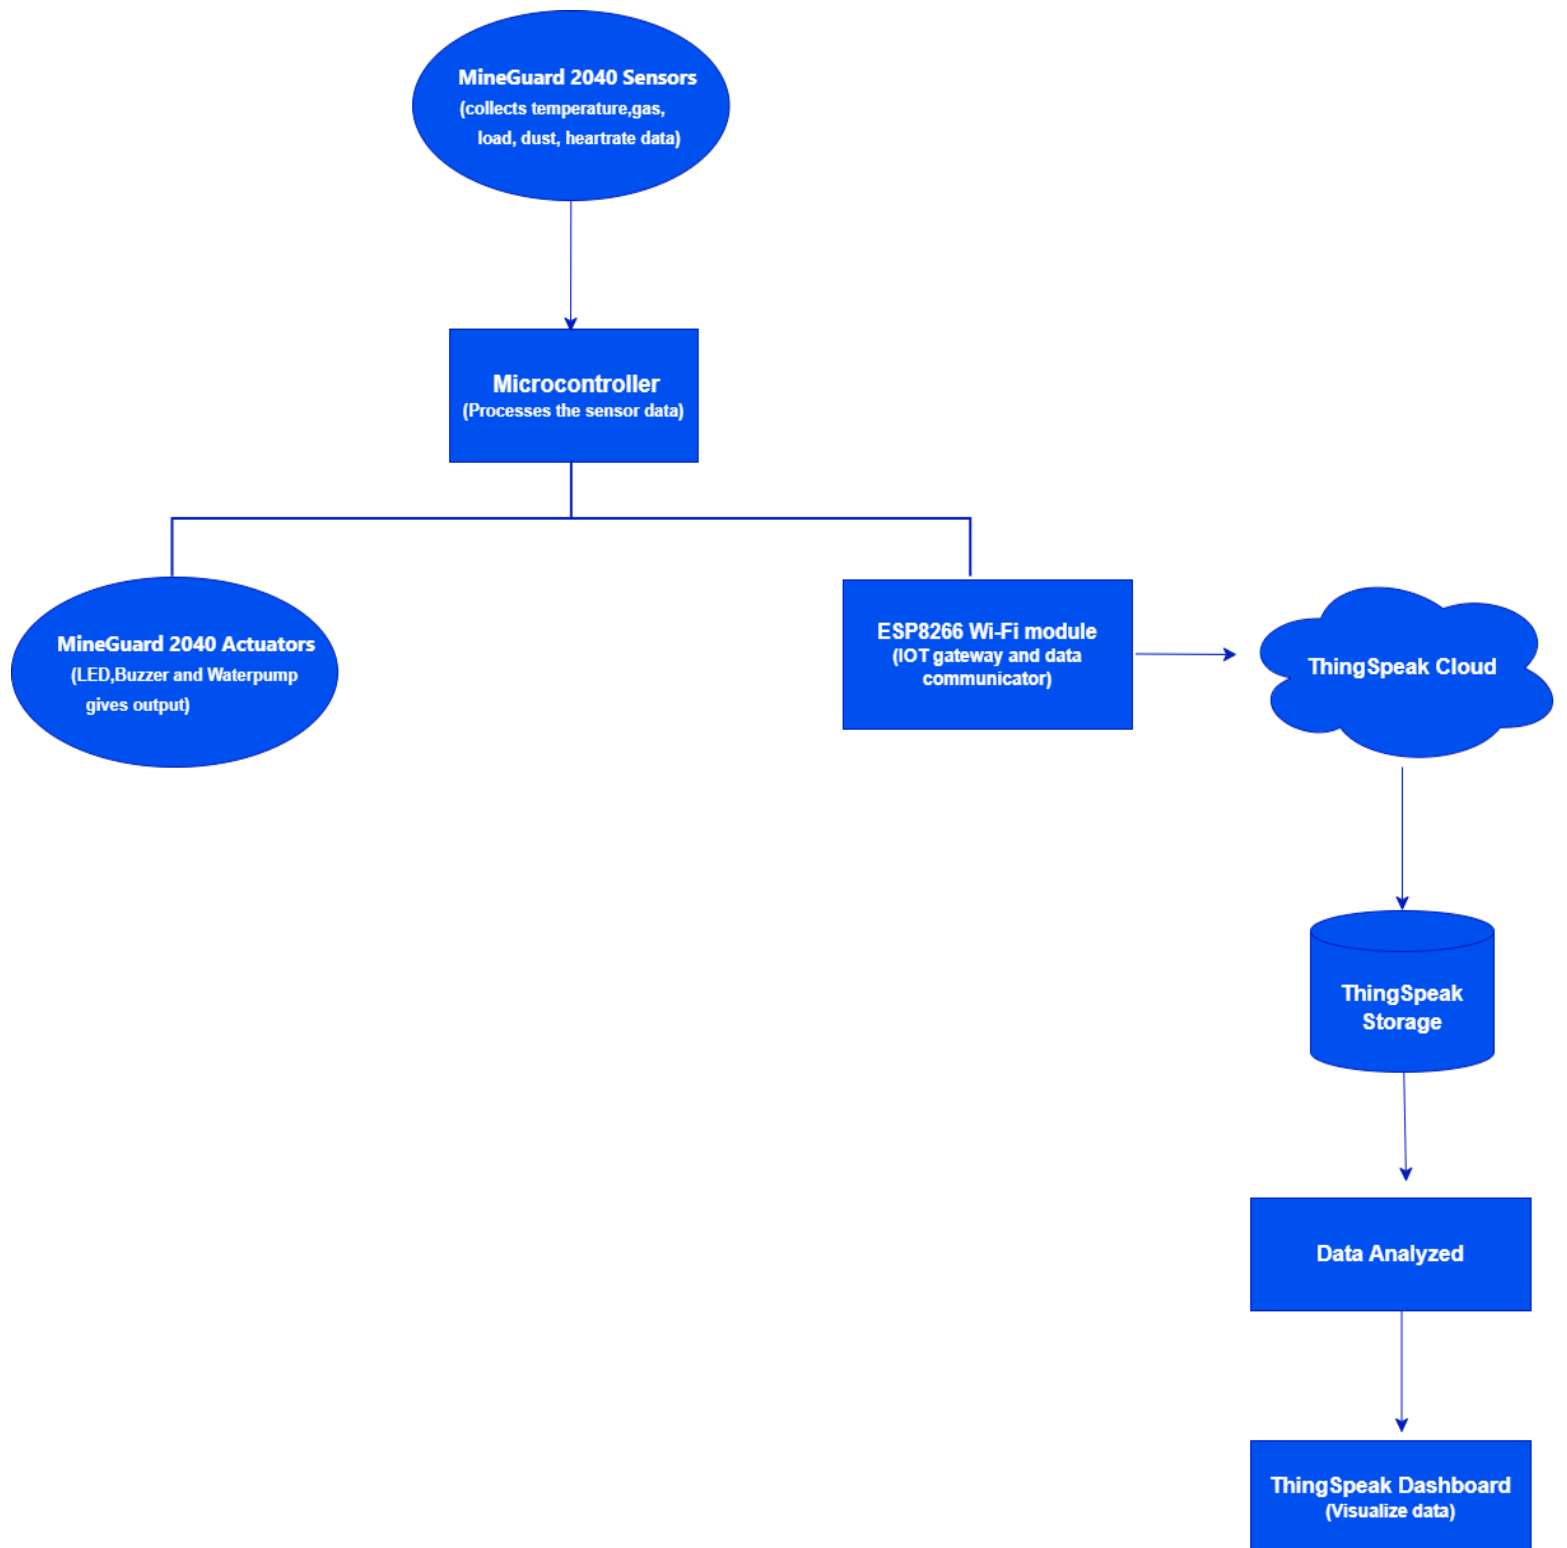 MineGuard 2040 Sensors
(collects temperature,gas,
load, dust, heartrate data)
Microcontroller
(Processes the sensor data)
MineGuard 2040 Actuators
(LED,Buzzer and Waterpump
gives output)
ESP8266 Wi-Fi module
(IOT gateway and data
communicator)
ThingSpeak Cloud
ThingSpeak
Storage
Data Analyzed
ThingSpeak Dashboard
(Visualize data)